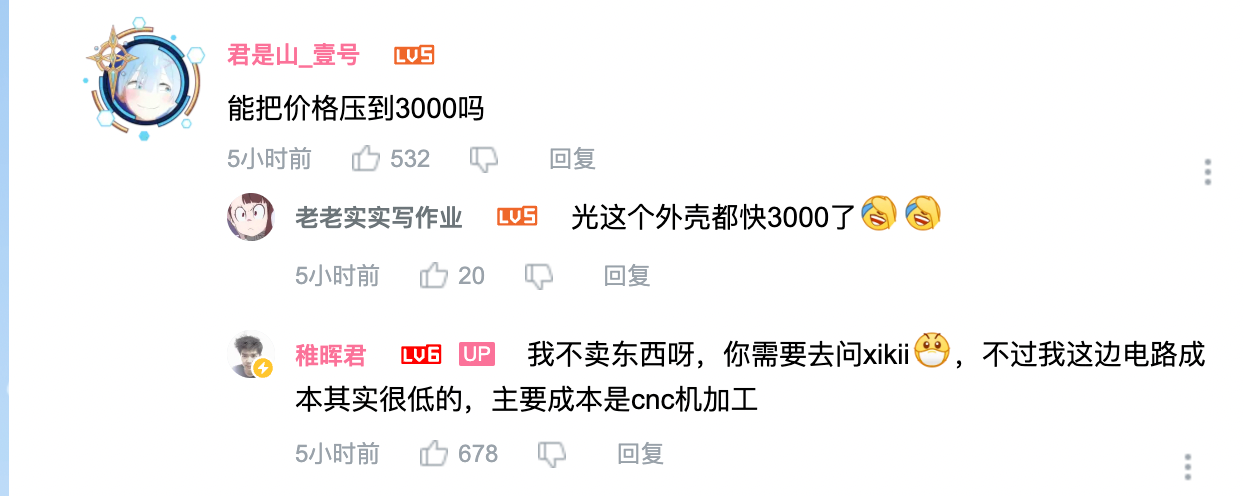 君是山_壹号 LV5
能把价格压到3000吗
5小时前 532 回复
老老实实写作业 LV5 光这个外壳都快3000了
5小时前 20 回复
稚晖君 LV6 UP 我不卖东西呀，你需要去问xikii，不过我这边电路成
本其实很低的，主要成本是cnc机加工
5小时前 678 回复